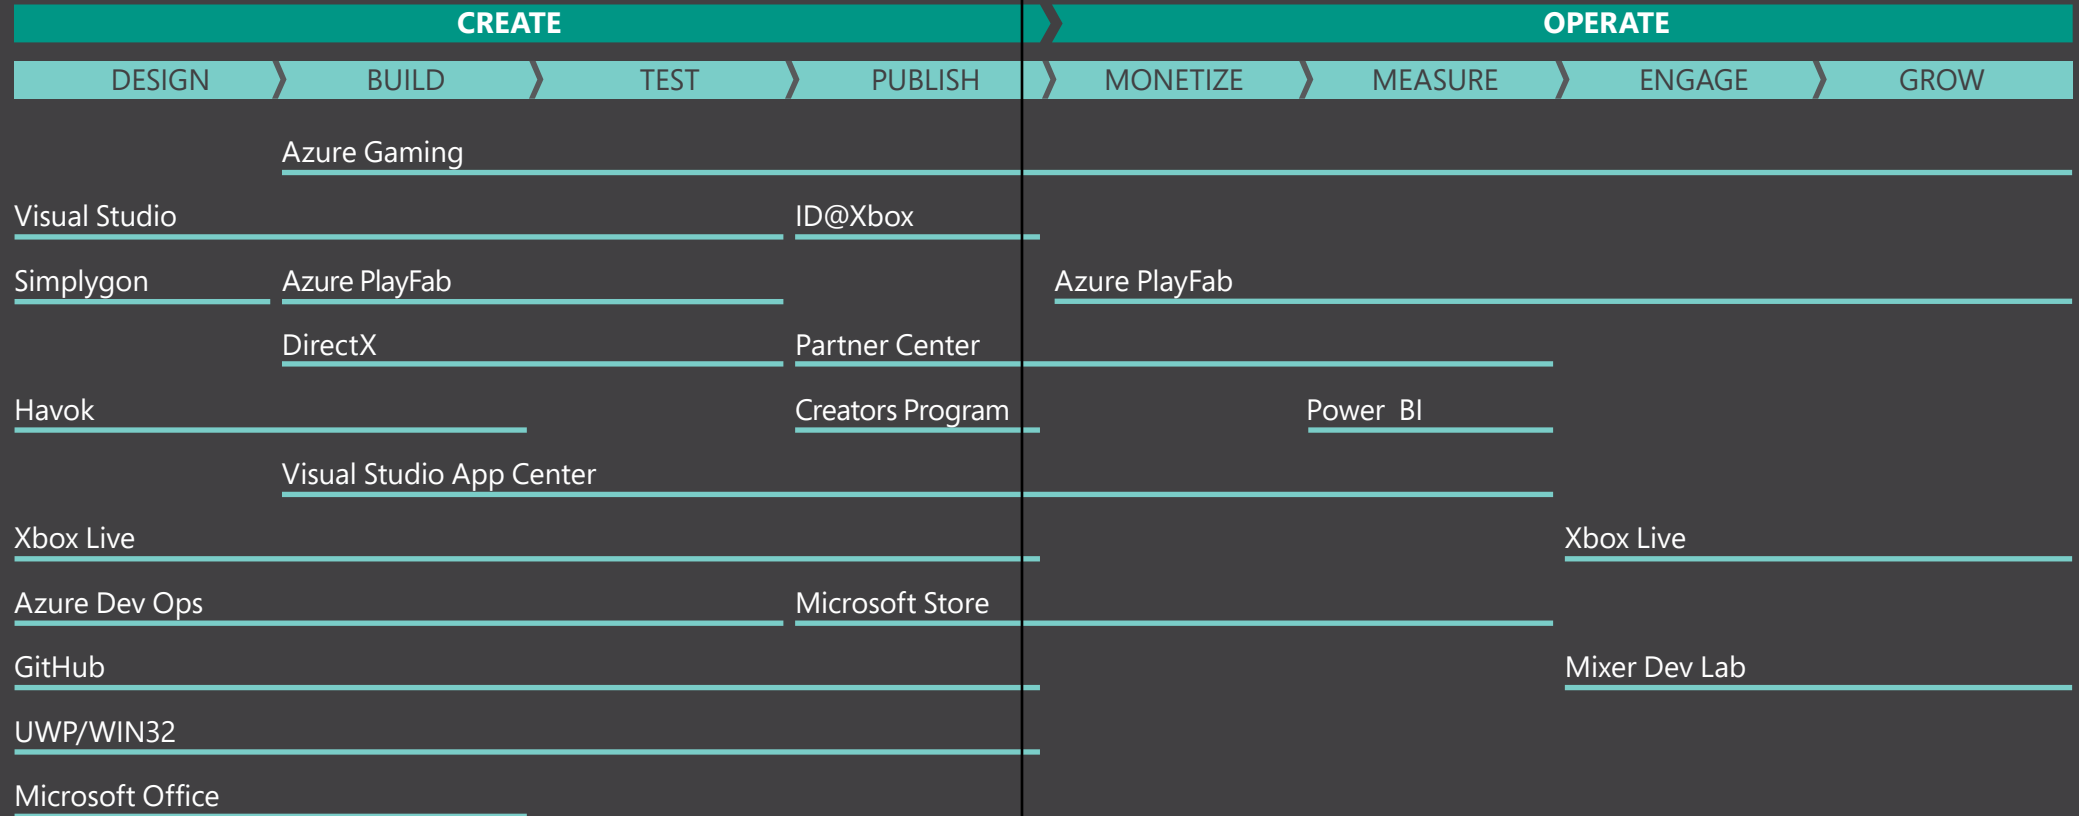 CREATE OPERATE
DESIGN BUILD TEST PUBLISH MONETIZE MEASURE ENGAGE GROW
Azure Gaming
Visual Studio ID@Xbox
Simplygon Azure PlayFab Azure PlayFab
DirectX Partner Center
Havok Creators Program Power BI
Visual Studio App Center
Xbox Live Xbox Live
Azure Dev Ops Microsoft Store
GitHub Mixer Dev Lab
UWP/WIN32
Microsoft Office